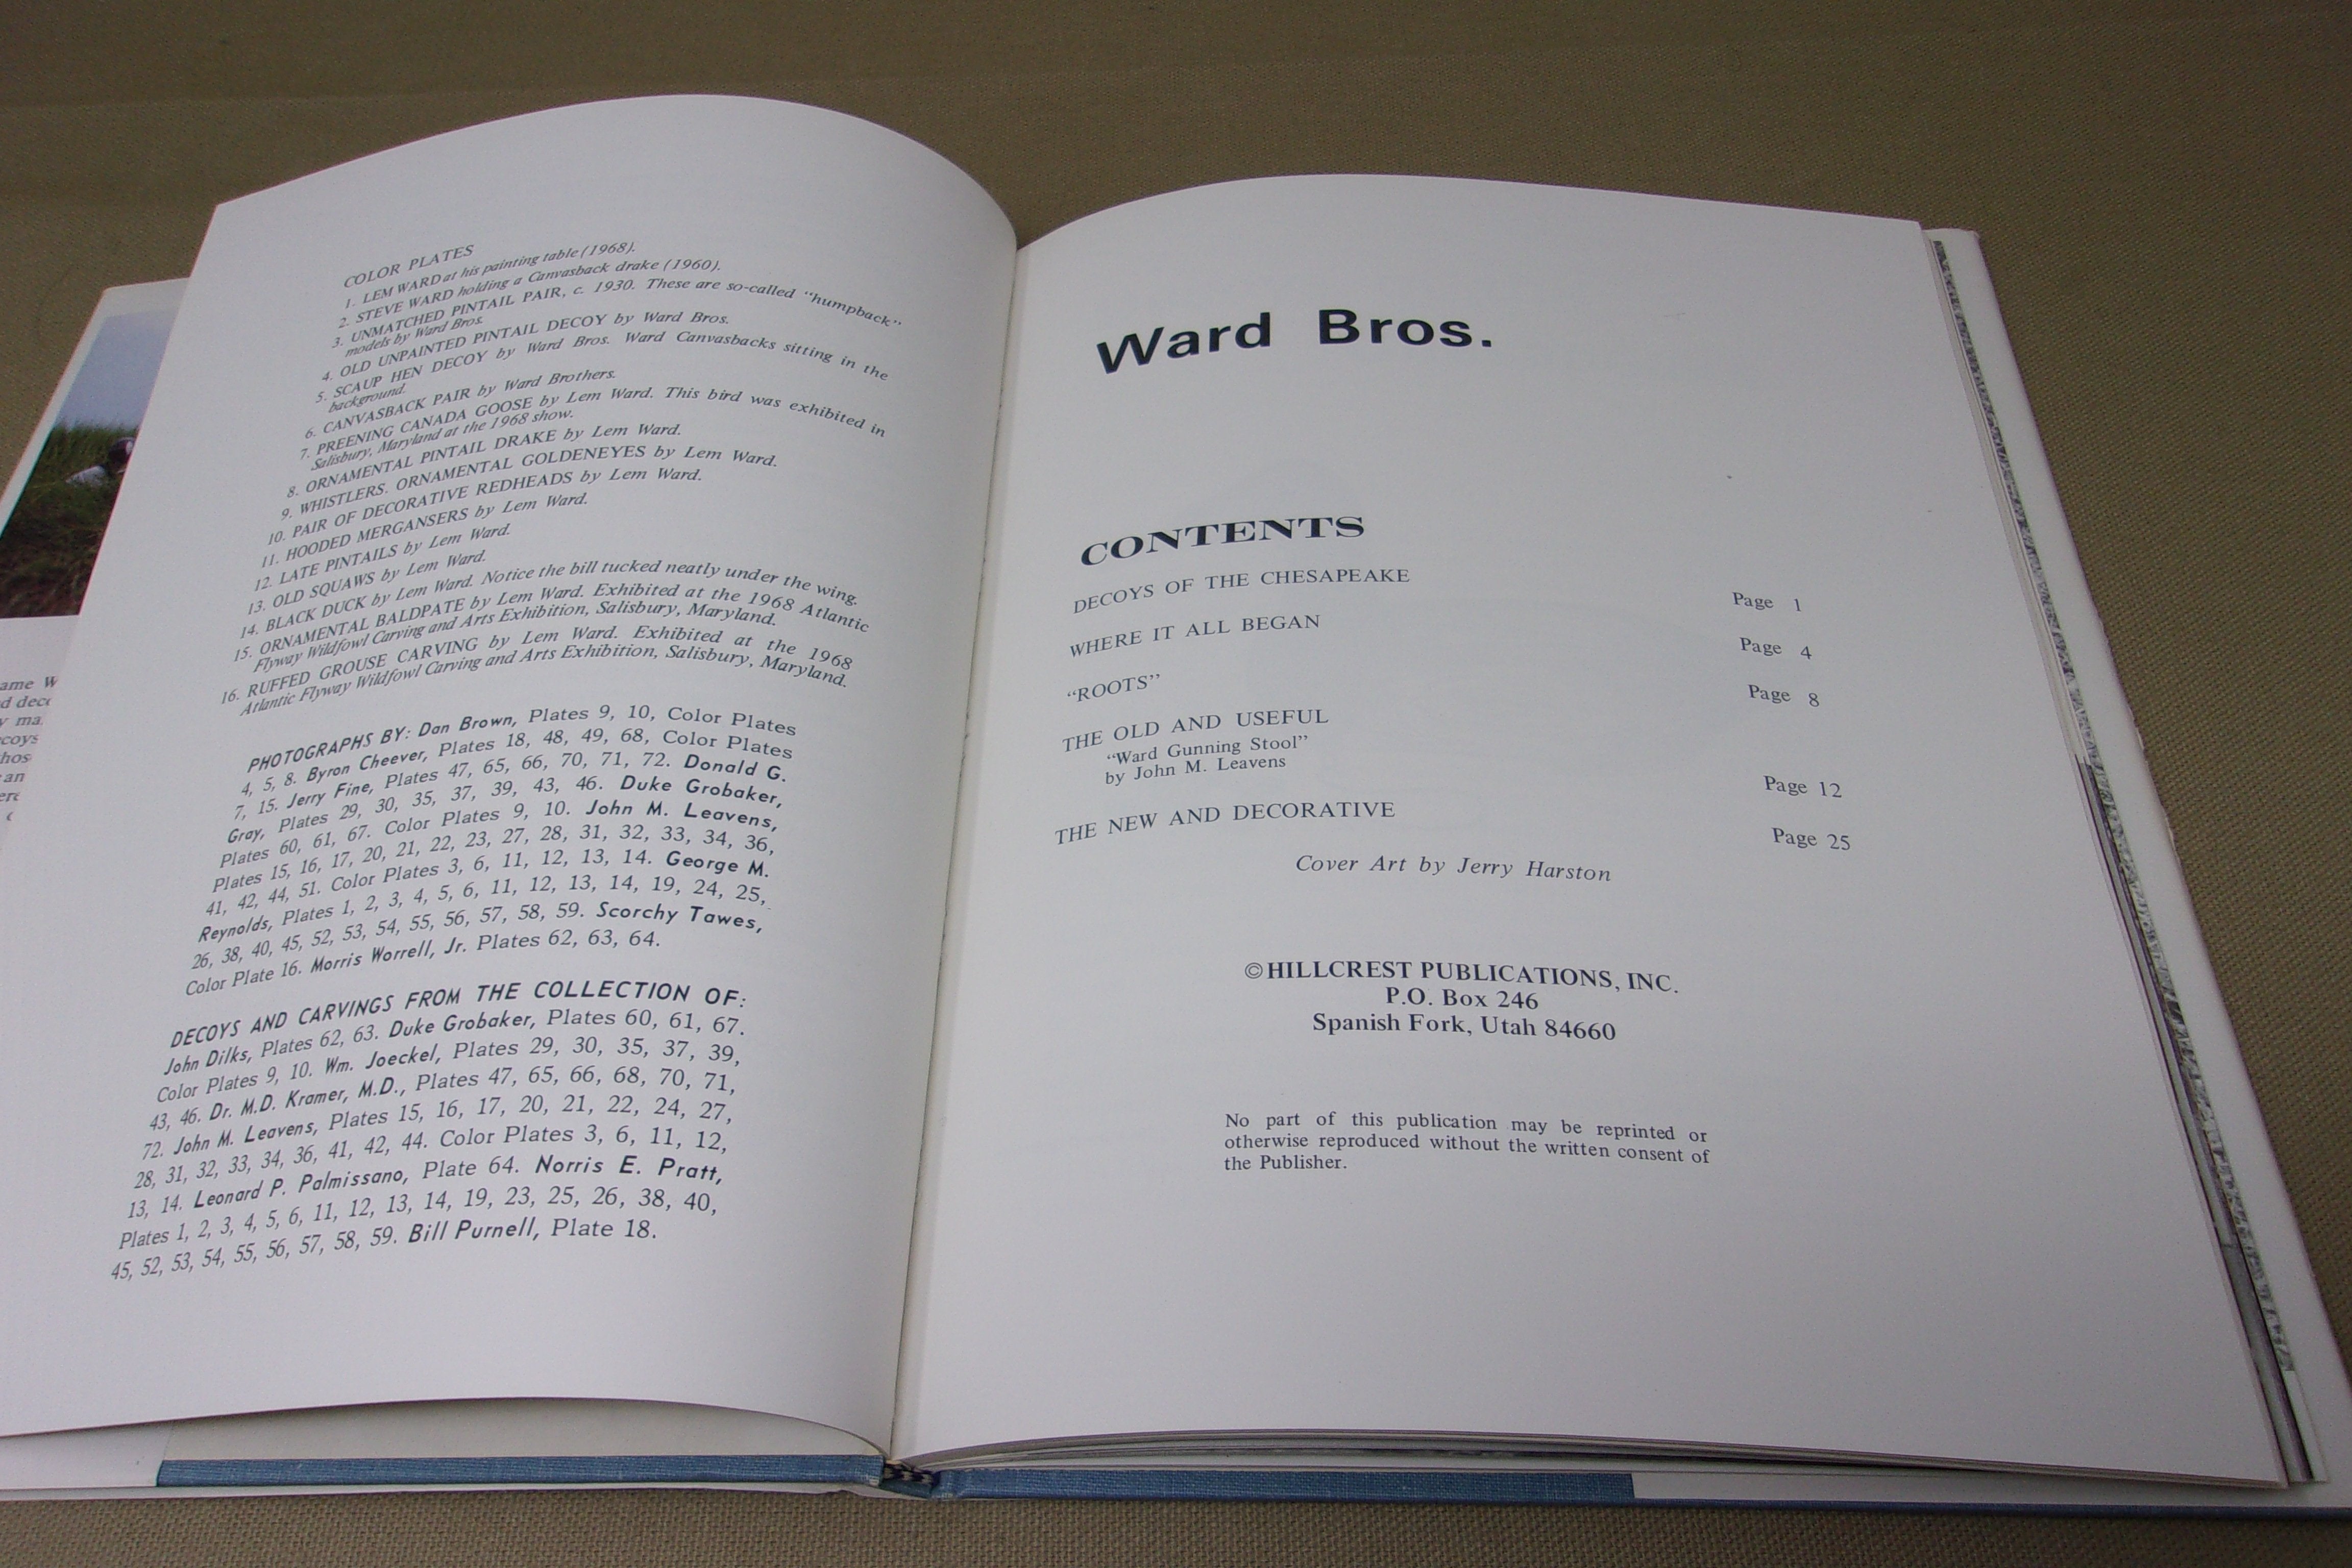 COLOR PLATES
1. LEM WARD at his painting table (1968).
2. STEVE WARD holding a Canvasback drake (1960).
3. UNMATCHED PINTAIL PAIR, c. 1930. These are so-called "humpback"
models by Ward Bros.
4. OLD UNPAINTED PINTAIL DECOY by Ward Bros.
5. SCAUP HEN DECOY by Ward Bros. Ward Canvasbacks sitting in the
background.
6. CANVASBACK PAIR by Ward Brothers.
7. PREENING CANADA GOOSE by Lem Ward. This bird was exhibited in
Salisbury, Maryland at the 1968 show.
8. ORNAMENTAL PINTAIL DRAKE by Lem Ward.
9. WHISTLERS. ORNAMENTAL GOLDENEYES by Lem Ward.
10. PAIR OF DECORATIVE REDHEADS by Lem Ward.
11. HOODED MERGANSERS by Lem Ward.
12. LATE PINTAILS by Lem Ward.
13. OLD SQUAWS by Lem Ward.
14. BLACK DUCK by Lem Ward. Notice the bill tucked neatly under the wing.
15. ORNAMENTAL BALDPATE by Lem Ward. Exhibited at the 1968 Atlantic
Flyway Wildfowl Carving and Arts Exhibition, Salisbury, Maryland.
16. RUFFED GROUSE CARVING by Lem Ward. Exhibited at the 1968
Atlantic Flyway Wildfowl Carving and Arts Exhibition, Salisbury, Maryland.
PHOTOGRAPHS BY: Dan Brown, Plates 9, 10, Color Plates
4, 5, 8. Byron Cheever, Plates 18, 48, 49, 68, Color Plates
7, 15. Jerry Fine, Plates 47, 65, 66, 70, 71, 72. Donald G.
Gray, Plates 29, 30, 35, 37, 39, 43, 46. Duke Grobaker,
Plates 60, 61, 67. Color Plates 9, 10. John M. Leavens,
Plates 15, 16, 17, 20, 21, 22, 23, 27, 28, 31, 32, 33, 34, 36,
41, 42, 44, 51. Color Plates 3, 6, 11, 12, 13, 14. George M.
Reynolds, Plates 1, 2, 3, 4, 5, 6, 11, 12, 13, 14, 19, 24, 25,
26, 38, 40, 45, 52, 53, 54, 55, 56, 57, 58, 59. Scorchy Tawes,
Color Plate 16. Morris Worrell, Jr. Plates 62, 63, 64.
DECOYS AND CARVINGS FROM THE COLLECTION OF:
John Dilks, Plates 62, 63. Duke Grobaker, Plates 60, 61, 67.
Color Plates 9, 10. Wm. Joeckel, Plates 29, 30, 35, 37, 39,
43, 46. Dr. M.D. Kramer, M.D., Plates 47, 65, 66, 68, 70, 71,
72. John M. Leavens, Plates 15, 16, 17, 20, 21, 22, 24, 27,
28, 31, 32, 33, 34, 36, 41, 42, 44. Color Plates 3, 6, 11, 12,
13, 14. Leonard P. Palmissano, Plate 64. Norris E. Pratt,
Plates 1, 2, 3, 4, 5, 6, 11, 12, 13, 14, 19, 23, 25, 26, 38, 40,
45, 52, 53, 54, 55, 56, 57, 58, 59. Bill Purnell, Plate 18.
Ward Bros.
CONTENTS
DECOYS OF THE CHESAPEAKE Page 1
WHERE IT ALL BEGAN Page 4
"ROOTS" Page 8
THE OLD AND USEFUL
"Ward Gunning Stool"
by John M. Leavens Page 12
THE NEW AND DECORATIVE Page 25
Cover Art by Jerry Harston
©HILLCREST PUBLICATIONS, INC.
P.O. Box 246
Spanish Fork, Utah 84660
No part of this publication may be reprinted or
otherwise reproduced without the written consent of
the Publisher.